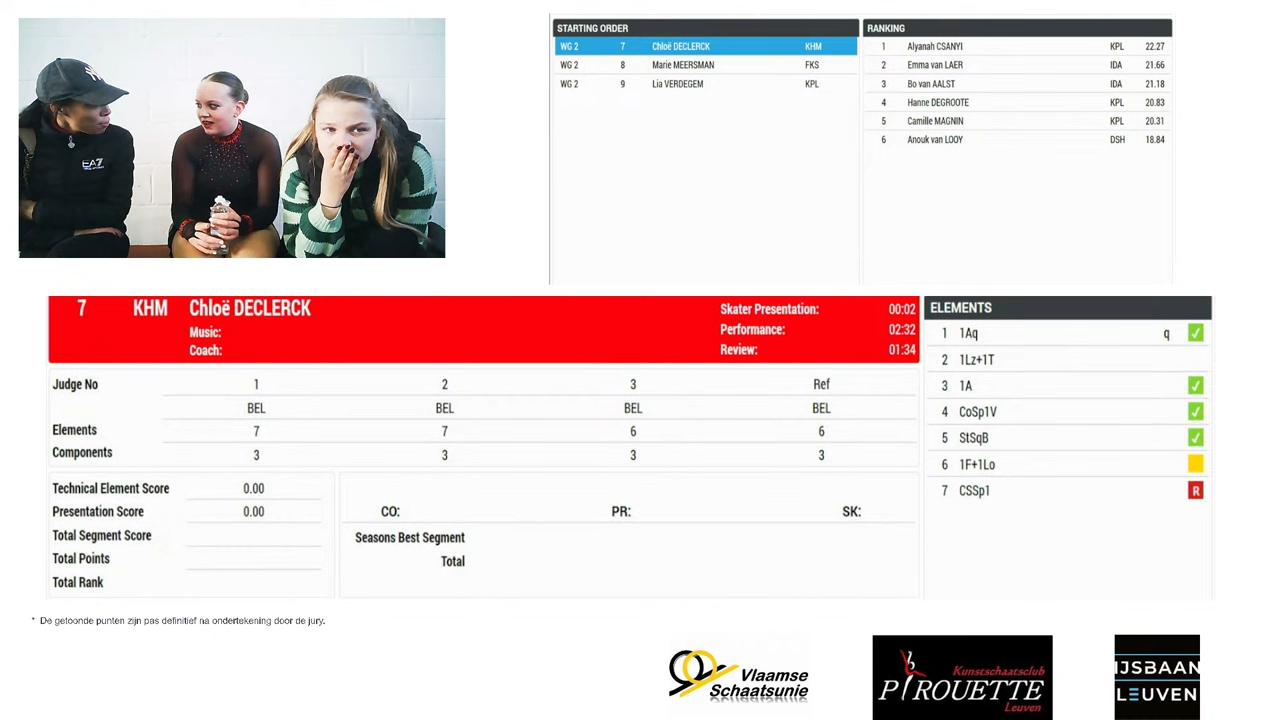 EA7
STARTING ORDER
WG 2 7 Chloë DECLERCK KHM
WG 2 8 Marie MEERSMAN FKS
WG 2 9 Lia VERDEGEM KPL
RANKING
1 Alyanah CSANYI KPL 22.27
2 Emma van LAER IDA 21.66
3 Bo van AALST IDA 21.18
4 Hanne DEGROOTE KPL 20.83
5 Camille MAGNIN KPL 20.31
6 Anouk van LOOY DSH 18.84
7 KHM Chloë DECLERCK
Music:
Coach:
Skater Presentation: 00:02
Performance: 02:32
Review: 01:34
Judge No 1 2 3 Ref
BEL BEL BEL BEL
Elements 7 7 6 6
Components 3 3 3 3
Technical Element Score 0.00
Presentation Score 0.00
Total Segment Score
Total Points
Total Rank
CO: PR: SK:
Seasons Best Segment
Total
ELEMENTS
1 1Aq q
2 1Lz+1T
3 1A
4 CoSp1V
5 StSqB
6 1F+1Lo
7 CSSp1 R
* De getoonde punten zijn pas definitief na ondertekening door de jury.
Vlaamse
Schaatsunie
Kunstschaatsclub
PIROUETTE
Leuven
IJSBAAN
LEUVEN